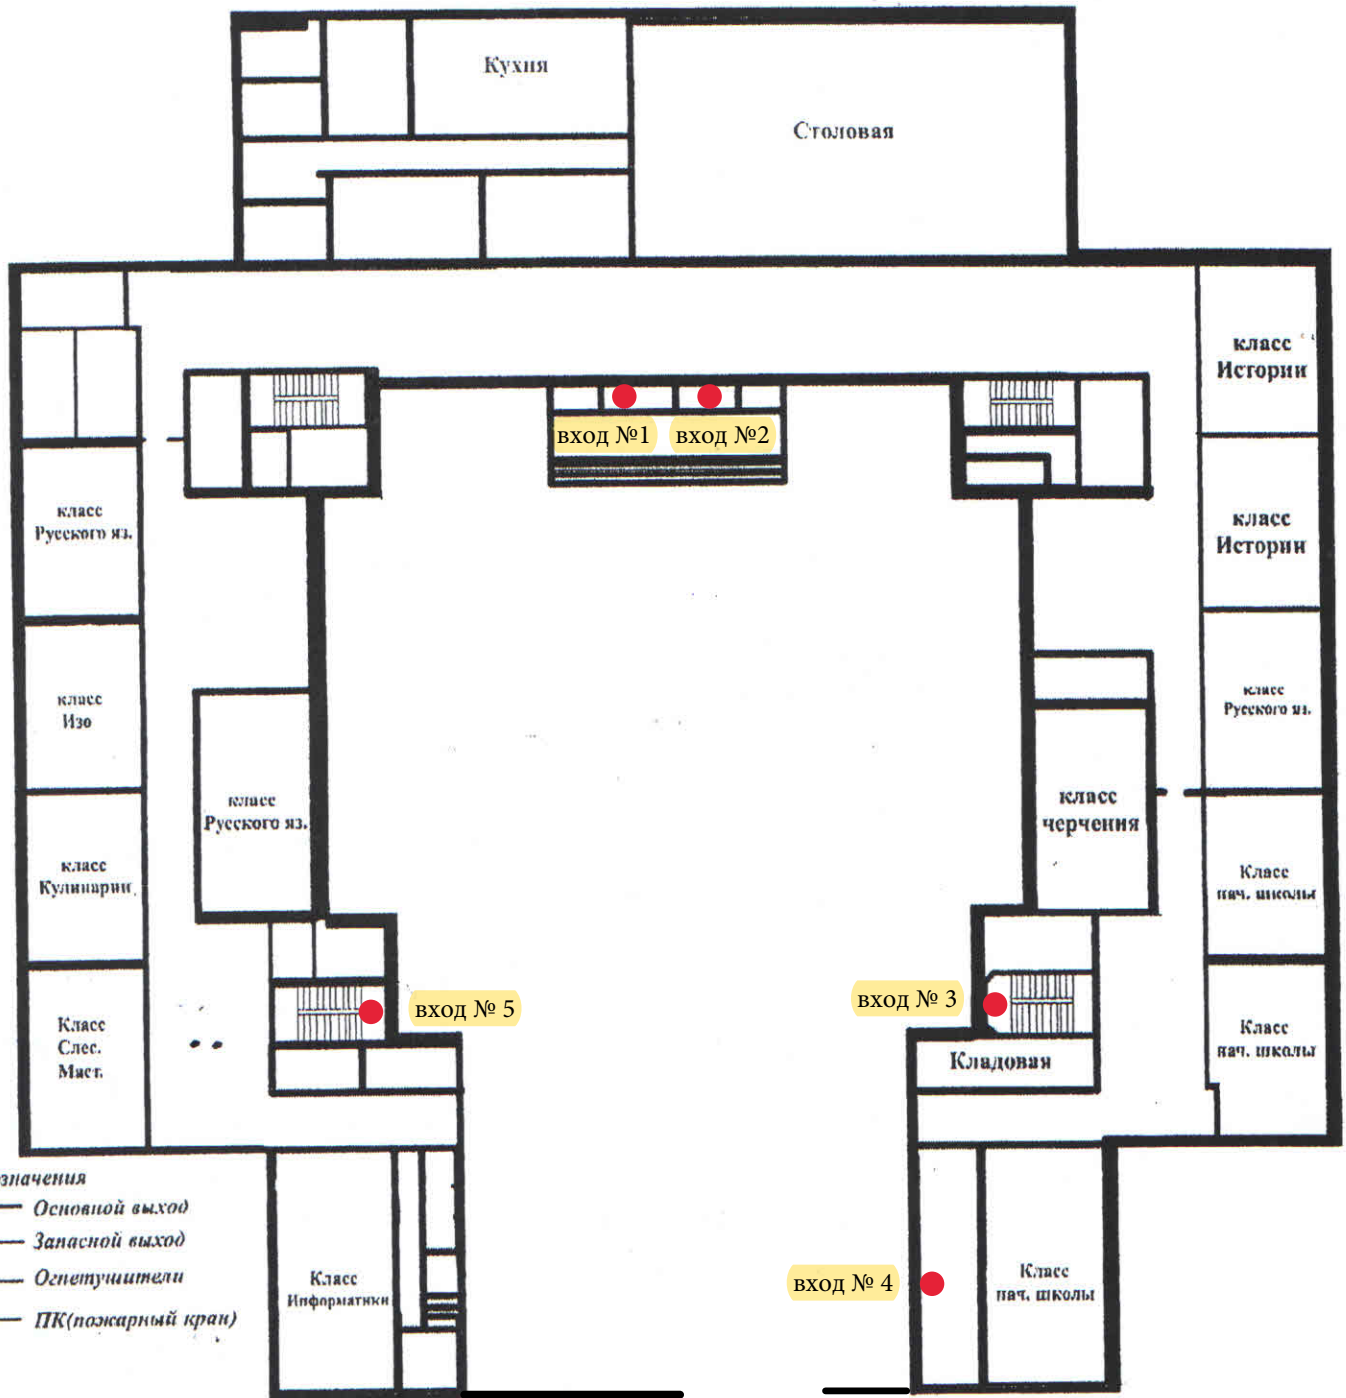 Кухня
Столовая
класс
Истории
вход №1
вход №2
класс
Русского яз.
класс
Истории
класс
Изо
класс
Русского яз.
класс
Русского яз.
класс
черчения
класс
Кулинарии
Класс
нач. школы
вход № 5
вход № 3
Класс
Слес.
Маст.
Кладовая
Класс
нач. школы
значения
Основной выход
Запасной выход
Огнетушители
ПК(пожарный кран)
Класс
Информатики
вход № 4
Класс
нач. школы